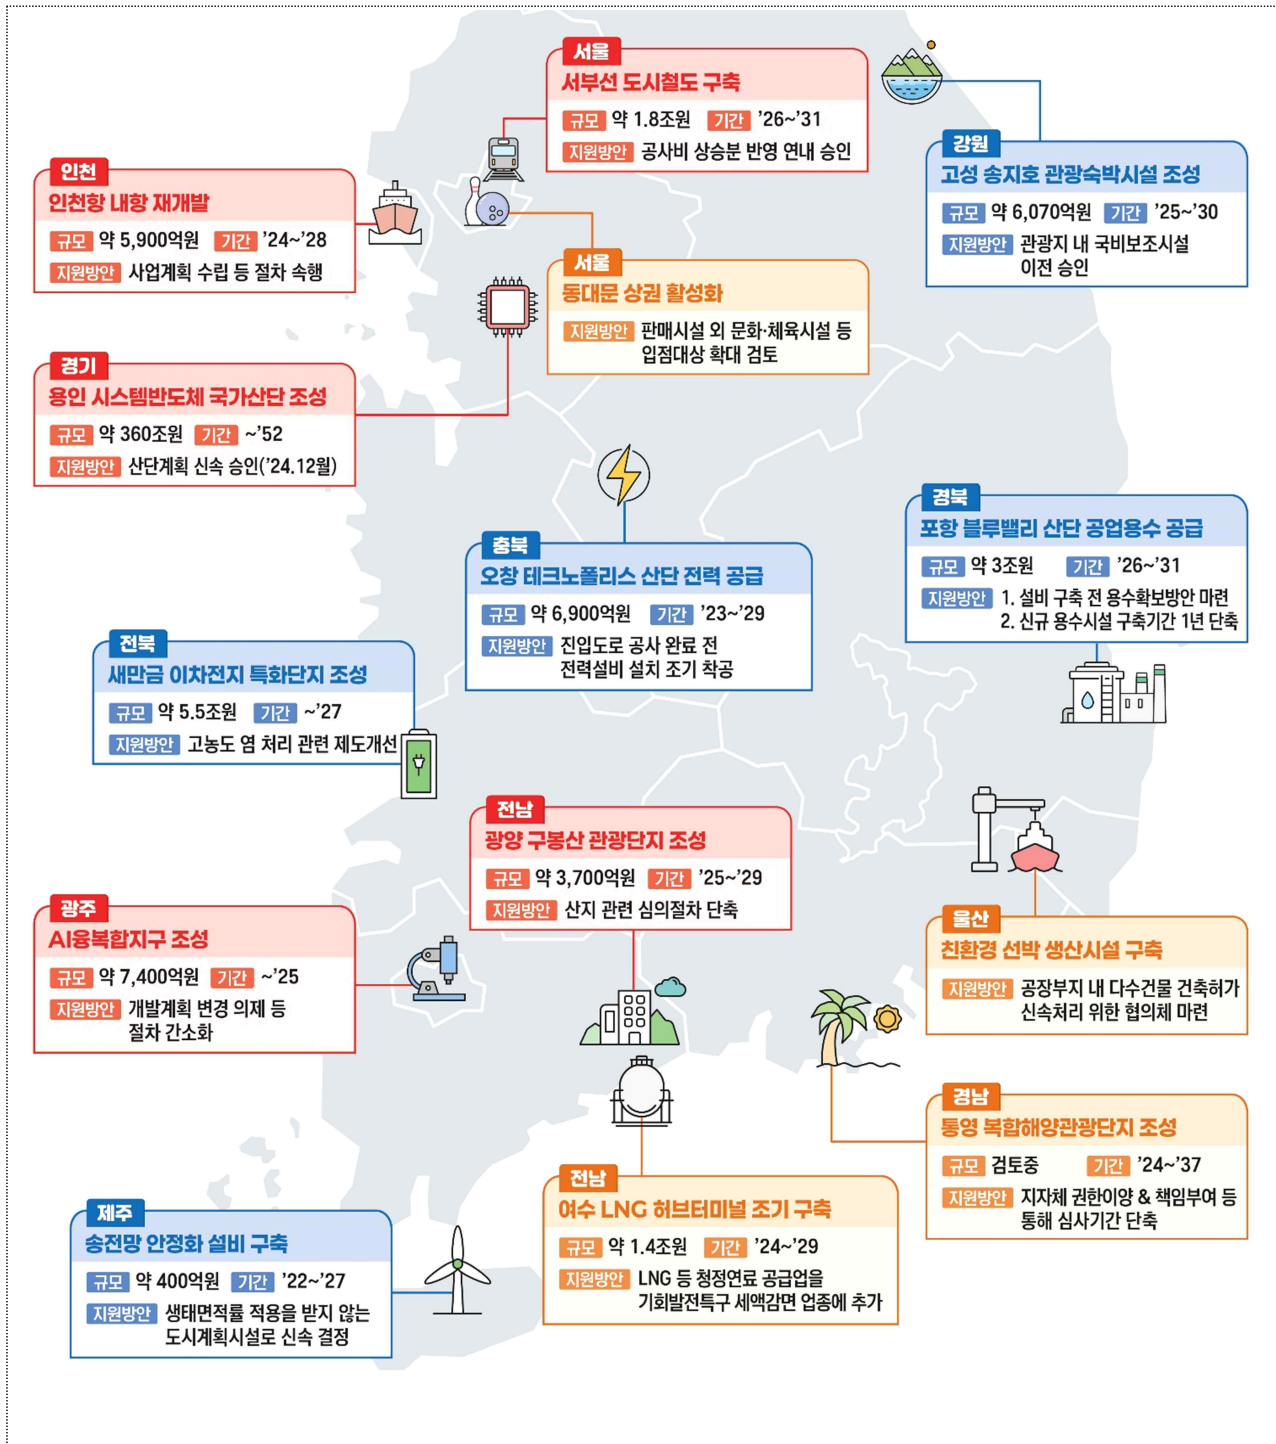 서울
서부선 도시철도 구축
규모 약 1.8조원 기간 ’26~’31
지원방안 공사비 상승분 반영 연내 승인
강원
고성 송지호 관광숙박시설 조성
규모 약 6,070억원 기간 ’25~’30
지원방안 관광지 내 국비보조시설
이전 승인
인천
인천항 내항 재개발
규모 약 5,900억원 기간 ’24~’28
지원방안 사업계획 수립 등 절차 속행
서울
동대문 상권 활성화
지원방안 판매시설 외 문화·체육시설 등
입점대상 확대 검토
경기
용인 시스템반도체 국가산단 조성
규모 약 360조원 기간 ~’52
지원방안 산단계획 신속 승인(’24.12월)
경북
포항 블루밸리 산단 공업용수 공급
규모 약 3조원 기간 ’26~’31
지원방안 1. 설비 구축 전 용수확보방안 마련
2. 신규 용수시설 구축기간 1년 단축
충북
오창 테크노폴리스 산단 전력 공급
규모 약 6,900억원 기간 ’23~’29
지원방안 진입도로 공사 완료 전
전력설비 설치 조기 착공
전북
새만금 이차전지 특화단지 조성
규모 약 5.5조원 기간 ~’27
지원방안 고농도 염 처리 관련 제도개선
전남
광양 구봉산 관광단지 조성
규모 약 3,700억원 기간 ’25~’29
지원방안 산지 관련 심의절차 단축
광주
AI융복합지구 조성
규모 약 7,400억원 기간 ~’25
지원방안 개발계획 변경 의제 등
절차 간소화
울산
친환경 선박 생산시설 구축
지원방안 공장부지 내 다수건물 건축허가
신속처리 위한 협의체 마련
경남
통영 복합해양관광단지 조성
규모 검토중 기간 ’24~’37
지원방안 지자체 권한이양 & 책임부여 등
통해 심사기간 단축
전남
여수 LNG 허브터미널 조기 구축
규모 약 1.4조원 기간 ’24~’29
지원방안 LNG 등 청정연료 공급업을
기회발전특구 세액감면 업종에 추가
제주
송전망 안정화 설비 구축
규모 약 400억원 기간 ’22~’27
지원방안 생태면적률 적용을 받지 않는
도시계획시설로 신속 결정